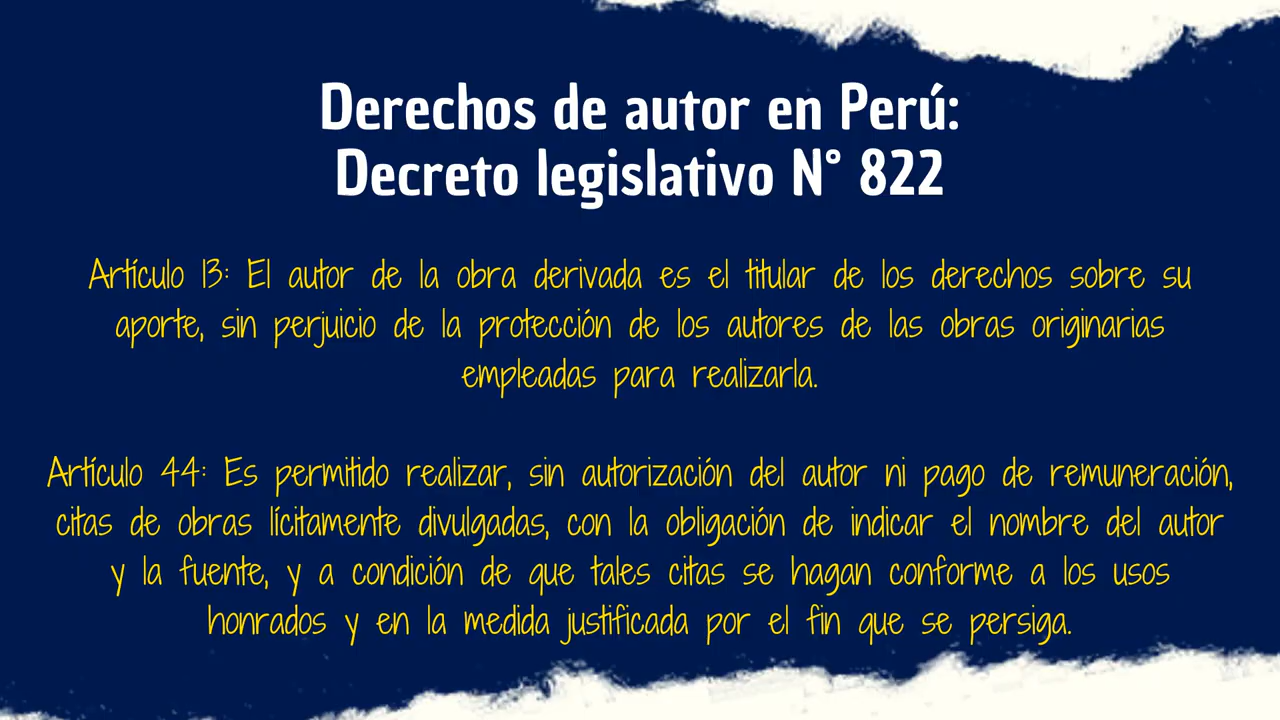 Derechos de autor en Perú:
Decreto legislativo N° 822
Artículo 13: El autor de la obra derivada es el titular de los derechos sobre su
aporte, sin perjuicio de la protección de los autores de las obras originarias
empleadas para realizarla.
Artículo 44: Es permitido realizar, sin autorización del autor ni pago de remuneración,
citas de obras lícitamente divulgadas, con la obligación de indicar el nombre del autor
y la fuente, y a condición de que tales citas se hagan conforme a los usos
honrados y en la medida justificada por el fin que se persiga.